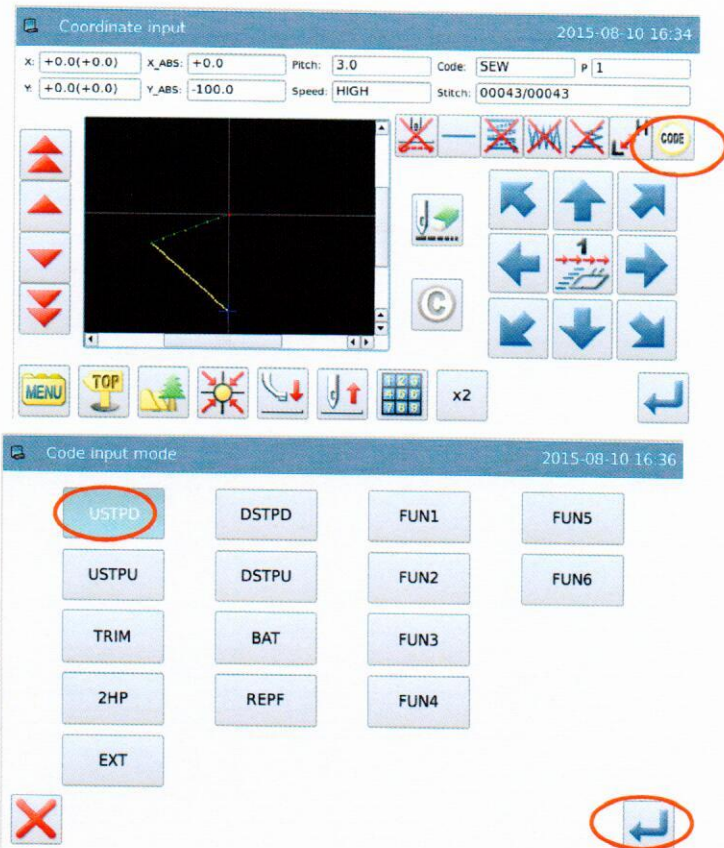 Coordinate input 2015-08-10 16:34
X: +0.0(+0.0) X_ABS: +0.0 Pitch: 3.0 Code: SEW P 1
Y: +0.0(+0.0) Y_ABS: -100.0 Speed: HIGH Stitch: 00043/00043
L H CODE
1
C
MENU TOP x2
Code input mode 2015-08-10 16:36
USTPD DSTPD FUN1 FUN5
USTPU DSTPU FUN2 FUN6
TRIM BAT FUN3
2HP REPF FUN4
EXT